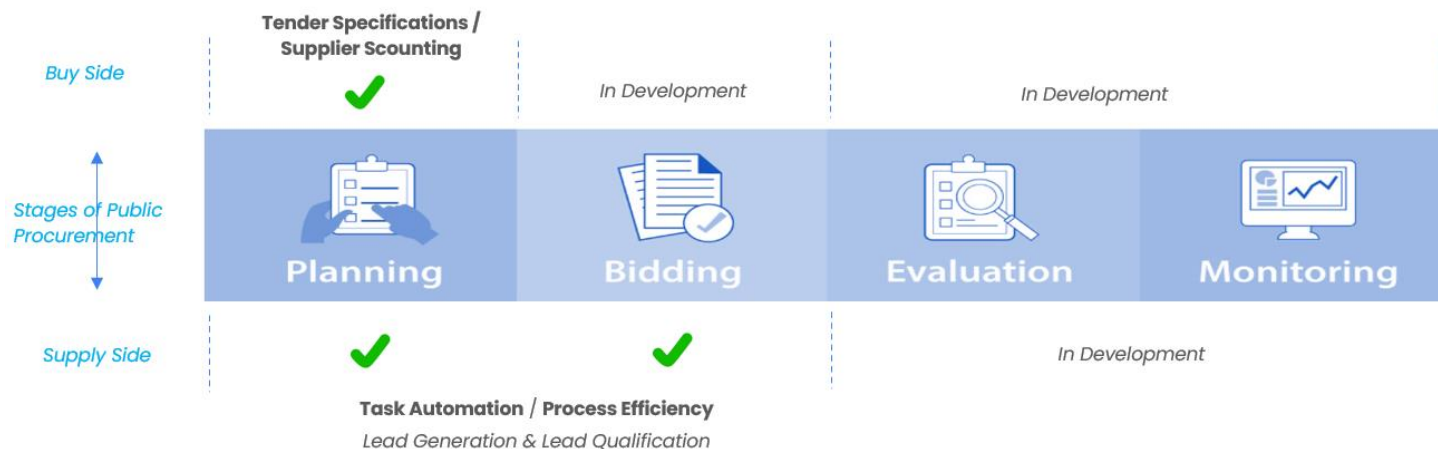 Tender Specifications /
Supplier Scounting
Buy Side
In Development
In Development
Stages of Public
Procurement
Planning
Bidding
Evaluation
Monitoring
Supply Side
In Development
Task Automation / Process Efficiency
Lead Generation & Lead Qualification